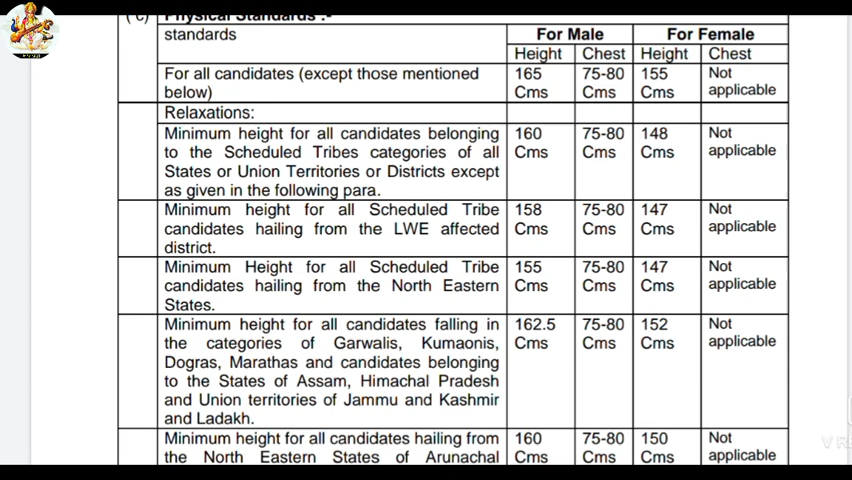 ( c) Physical Standards :-
standards For Male For Female
Height Chest Height Chest
For all candidates (except those mentioned below) 165 Cms 75-80 Cms 155 Cms Not applicable
Relaxations:
Minimum height for all candidates belonging to the Scheduled Tribes categories of all States or Union Territories or Districts except as given in the following para. 160 Cms 75-80 Cms 148 Cms Not applicable
Minimum height for all Scheduled Tribe candidates hailing from the LWE affected district. 158 Cms 75-80 Cms 147 Cms Not applicable
Minimum Height for all Scheduled Tribe candidates hailing from the North Eastern States. 155 Cms 75-80 Cms 147 Cms Not applicable
Minimum height for all candidates falling in the categories of Garwalis, Kumaonis, Dogras, Marathas and candidates belonging to the States of Assam, Himachal Pradesh and Union territories of Jammu and Kashmir and Ladakh. 162.5 Cms 75-80 Cms 152 Cms Not applicable
Minimum height for all candidates hailing from the North Eastern States of Arunachal 160 Cms 75-80 Cms 150 Cms Not applicable